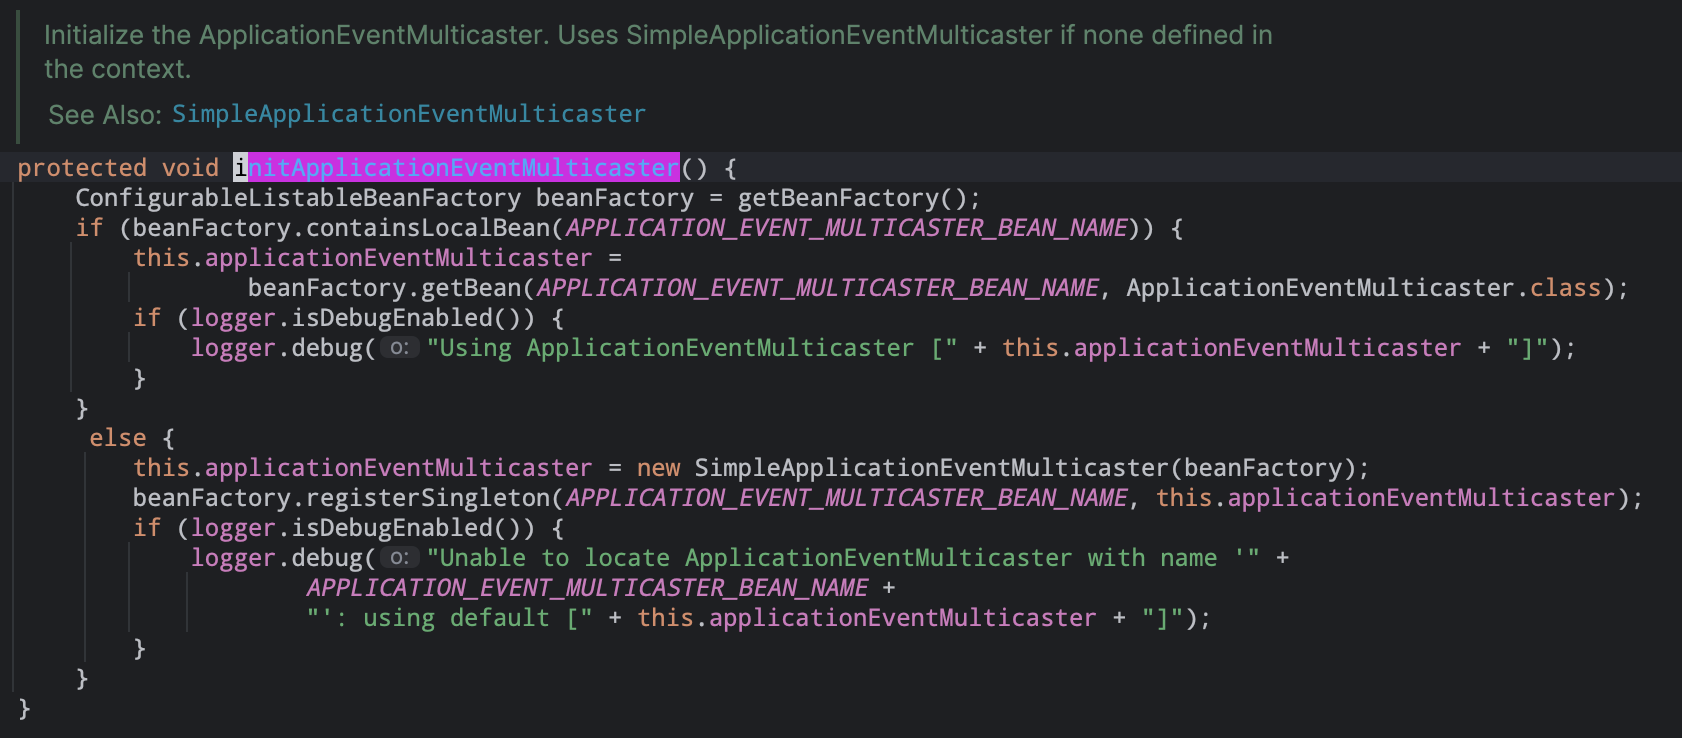 Initialize the ApplicationEventMulticaster. Uses SimpleApplicationEventMulticaster if none defined in
the context.
See Also: SimpleApplicationEventMulticaster
protected void initApplicationEventMulticaster() {
    ConfigurableListableBeanFactory beanFactory = getBeanFactory();
    if (beanFactory.containsLocalBean(APPLICATION_EVENT_MULTICASTER_BEAN_NAME)) {
        this.applicationEventMulticaster =
                beanFactory.getBean(APPLICATION_EVENT_MULTICASTER_BEAN_NAME, ApplicationEventMulticaster.class);
        if (logger.isDebugEnabled()) {
            logger.debug( o: "Using ApplicationEventMulticaster [" + this.applicationEventMulticaster + "]");
        }
    }
     else {
        this.applicationEventMulticaster = new SimpleApplicationEventMulticaster(beanFactory);
        beanFactory.registerSingleton(APPLICATION_EVENT_MULTICASTER_BEAN_NAME, this.applicationEventMulticaster);
        if (logger.isDebugEnabled()) {
            logger.debug( o: "Unable to locate ApplicationEventMulticaster with name '" +
                    APPLICATION_EVENT_MULTICASTER_BEAN_NAME +
                    "': using default [" + this.applicationEventMulticaster + "]");
        }
    }
}